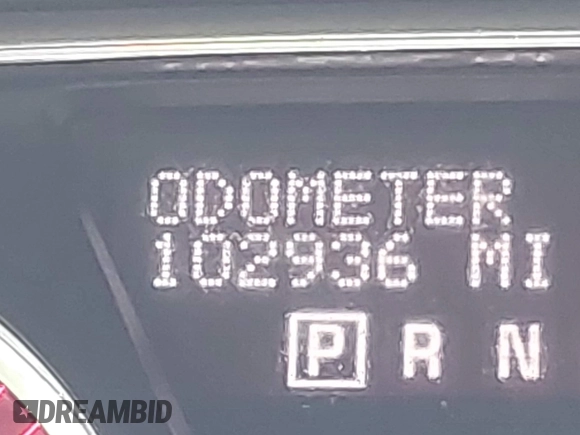 ODOMETER
102936 MI
P R N
DREAMBID